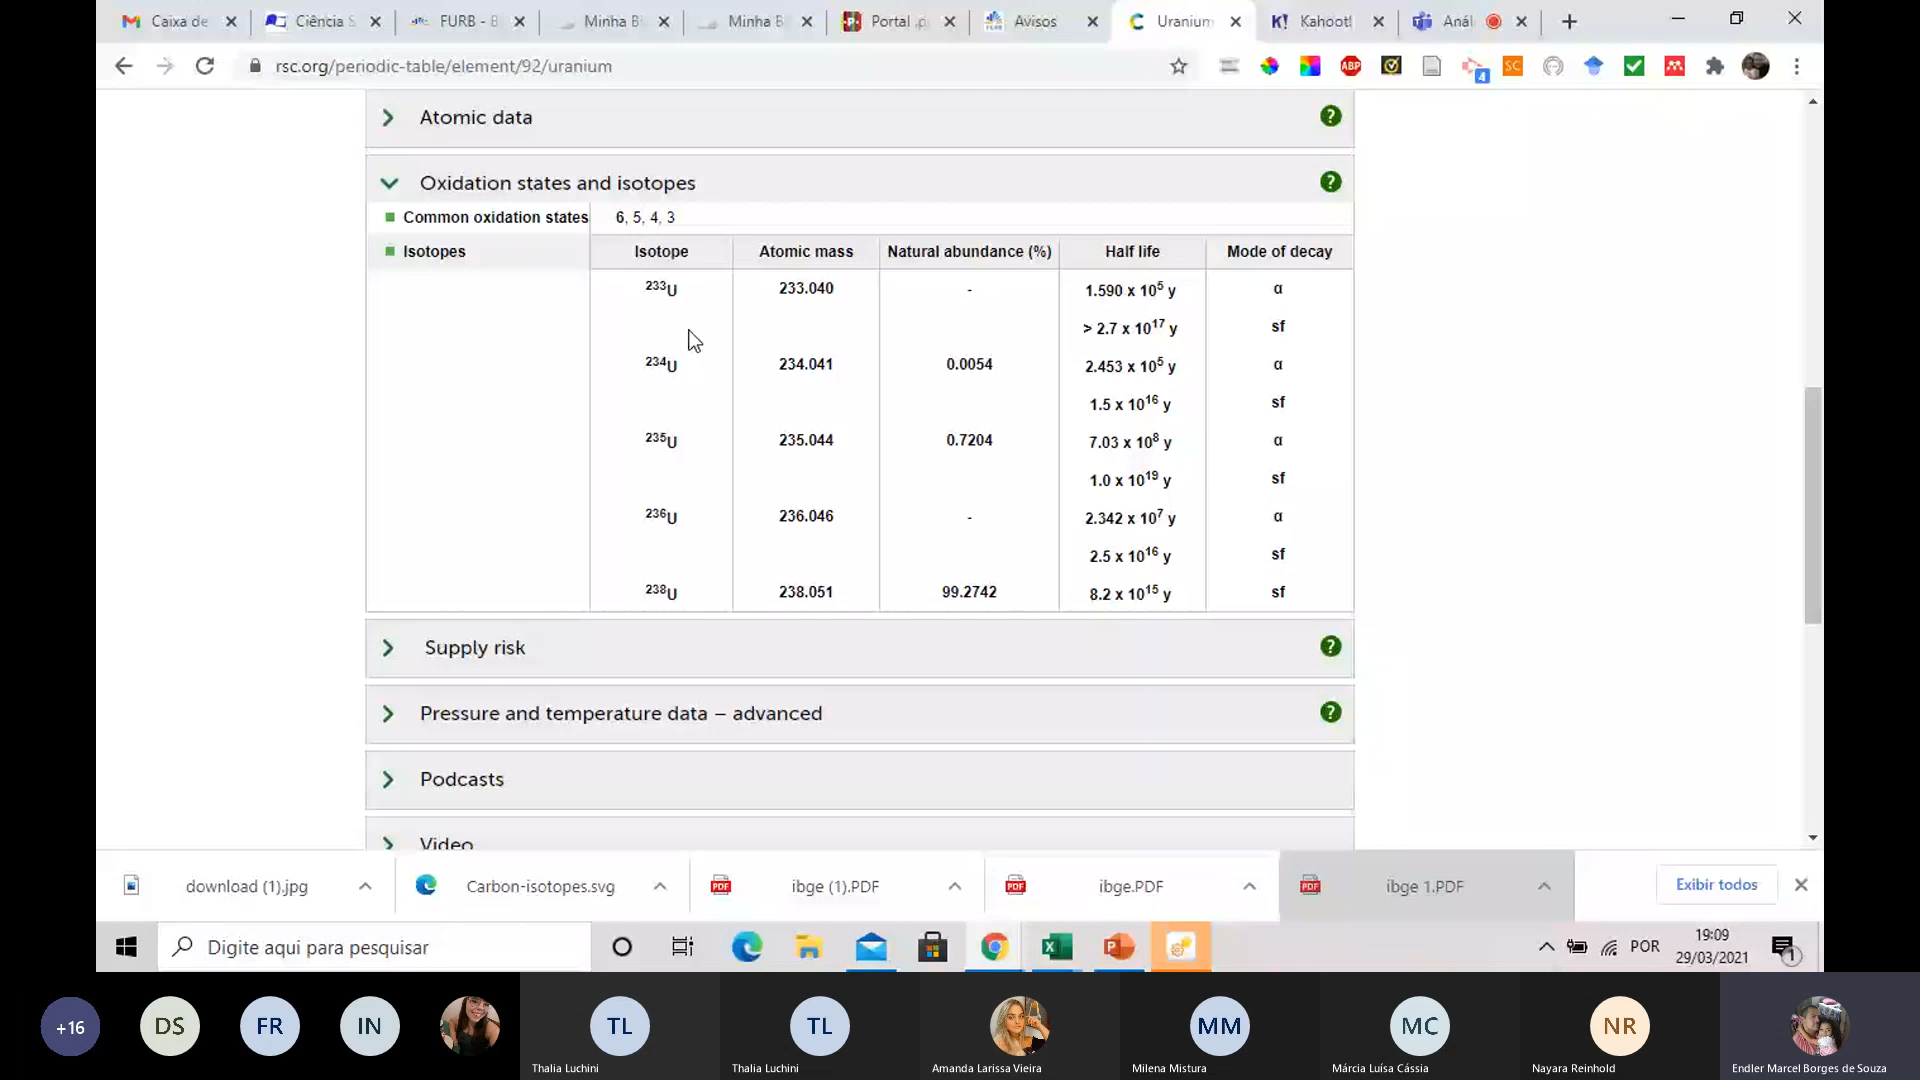 Caixa de
Ciência S
FURB - B
Minha B
Minha B
Portal .p
Avisos
Uranium
Kahoot!
Anál
rsc.org/periodic-table/element/92/uranium
ABP
SC
4
Atomic data
Oxidation states and isotopes
Common oxidation states 6, 5, 4, 3
Isotopes Isotope Atomic mass Natural abundance (%) Half life Mode of decay
²³³U 233.040 - 1.590 x 10⁵ y α
> 2.7 x 10¹⁷ y sf
²³⁴U 234.041 0.0054 2.453 x 10⁵ y α
1.5 x 10¹⁶ y sf
²³⁵U 235.044 0.7204 7.03 x 10⁸ y α
1.0 x 10¹⁹ y sf
²³⁶U 236.046 - 2.342 x 10⁷ y α
2.5 x 10¹⁶ y sf
²³⁸U 238.051 99.2742 8.2 x 10¹⁵ y sf
Supply risk
Pressure and temperature data – advanced
Podcasts
Video
download (1).jpg
Carbon-isotopes.svg
PDF ibge (1).PDF
PDF ibge.PDF
PDF ibge 1.PDF
Exibir todos
Digite aqui para pesquisar
POR
19:09
29/03/2021
1
+16
DS
FR
IN
TL
TL
MM
MC
NR
Thalia Luchini
Thalia Luchini
Amanda Larissa Vieira
Milena Mistura
Márcia Luísa Cássia
Nayara Reinhold
Endler Marcel Borges de Souza